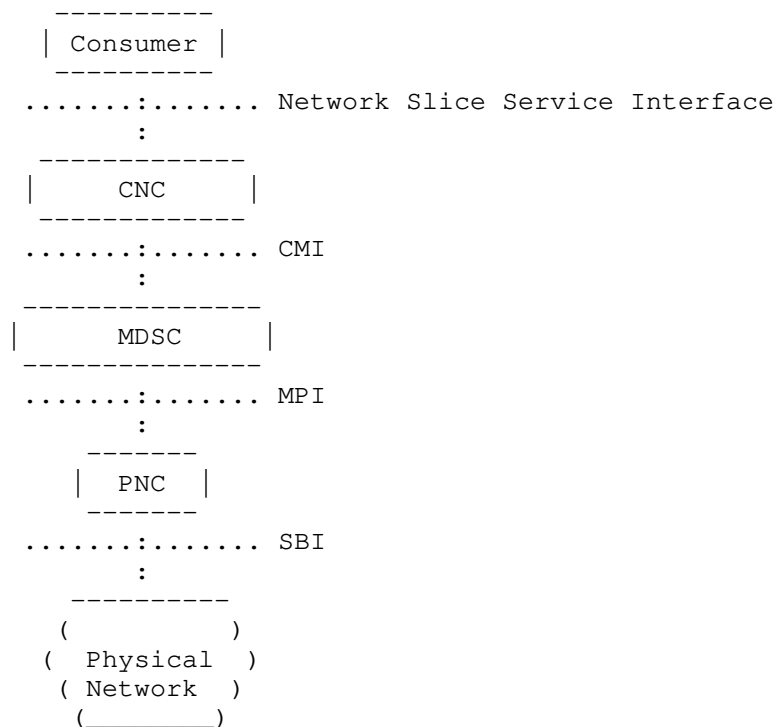 Consumer
Network Slice Service Interface
CNC
CMI
MDSC
MPI
PNC
SBI
Physical
Network